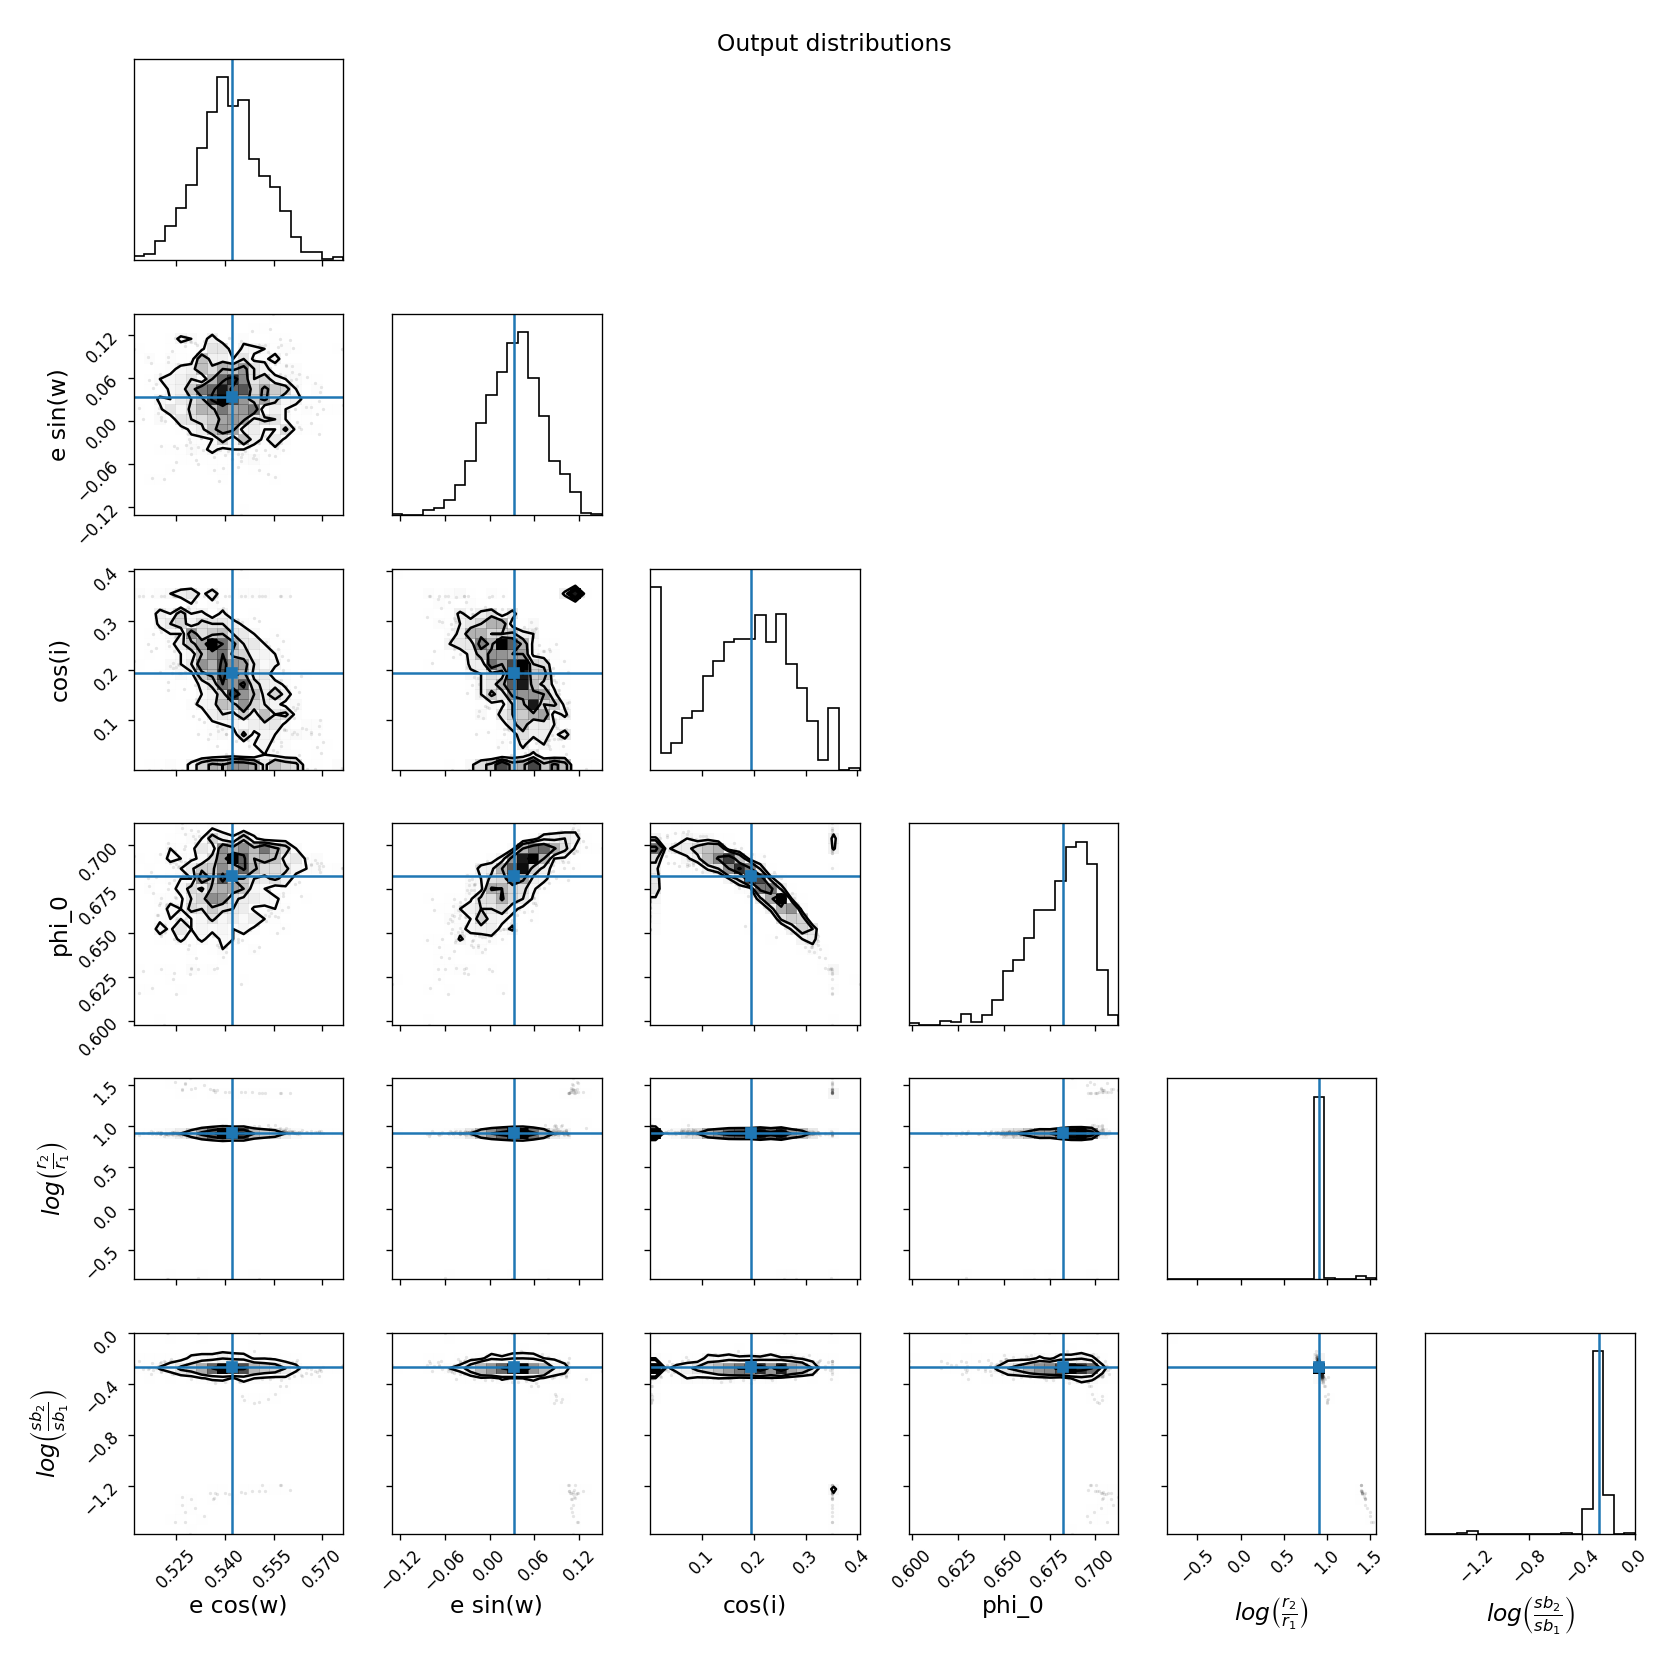 Output distributions
e sin(w)
0.12
0.06
0.00
−0.06
−0.12
cos(i)
0.4
0.3
0.2
0.1
phi_0
0.700
0.675
0.650
0.625
0.600
log(r2/r1)
1.5
1.0
0.5
0.0
−0.5
log(sb2/sb1)
0.0
−0.4
−0.8
−1.2
0.525 0.540 0.555 0.570 −0.12 −0.06 0.00 0.06 0.12 0.1 0.2 0.3 0.4 0.600 0.625 0.650 0.675 0.700 −0.5 0.0 0.5 1.0 1.5 −1.2 −0.8 −0.4 0.0
e cos(w) e sin(w) cos(i) phi_0 log(r2/r1) log(sb2/sb1)